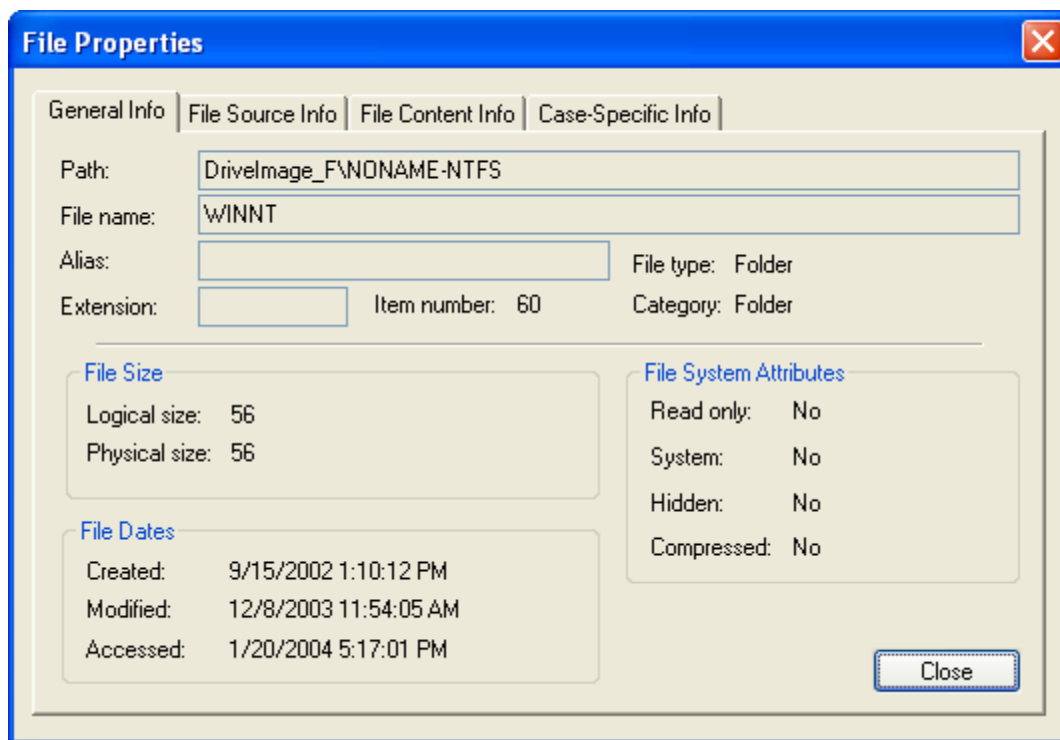 File Properties
General Info File Source Info File Content Info Case-Specific Info
Path: DriveImage_F\NONAME-NTFS
File name: WINNT
Alias: File type: Folder
Extension: Item number: 60 Category: Folder
File Size
Logical size: 56
Physical size: 56
File Dates
Created: 9/15/2002 1:10:12 PM
Modified: 12/8/2003 11:54:05 AM
Accessed: 1/20/2004 5:17:01 PM
File System Attributes
Read only: No
System: No
Hidden: No
Compressed: No
Close